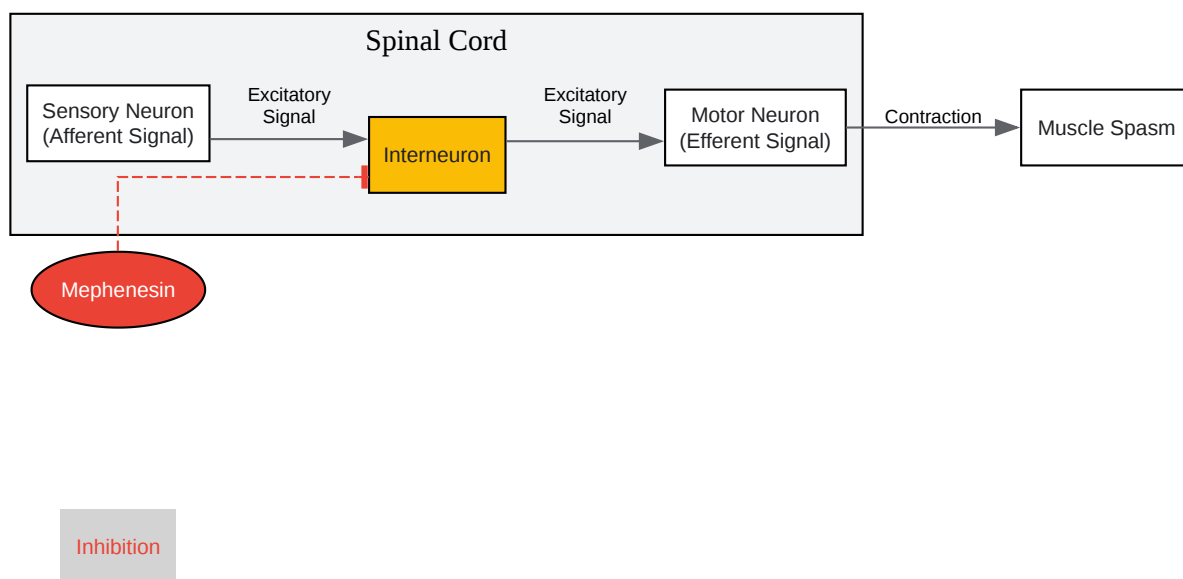 Spinal Cord
Sensory Neuron
(Afferent Signal)
Excitatory
Signal
Interneuron
Excitatory
Signal
Motor Neuron
(Efferent Signal)
Contraction
Muscle Spasm
Mephenesin
Inhibition